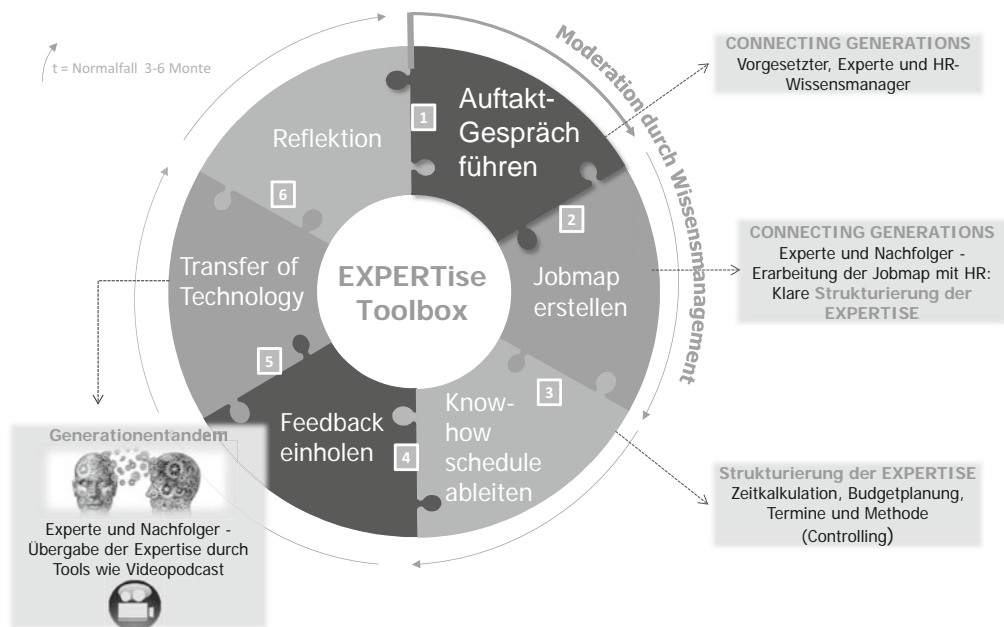 t = Normalfall 3-6 Monte
Moderation durch Wissensmanagement
EXPERTise
Toolbox
1
Auftakt-
Gespräch
führen
2
Jobmap
erstellen
3
Know-
how
schedule
ableiten
4
Feedback
einholen
5
Transfer of
Technology
6
Reflektion
CONNECTING GENERATIONS
Vorgesetzter, Experte und HR-
Wissensmanager
CONNECTING GENERATIONS
Experte und Nachfolger -
Erarbeitung der Jobmap mit HR:
Klare Strukturierung der
EXPERTISE
Strukturierung der EXPERTISE
Zeitkalkulation, Budgetplanung,
Termine und Methode
(Controlling)
Generationentandem
Experte und Nachfolger -
Übergabe der Expertise durch
Tools wie Videopodcast